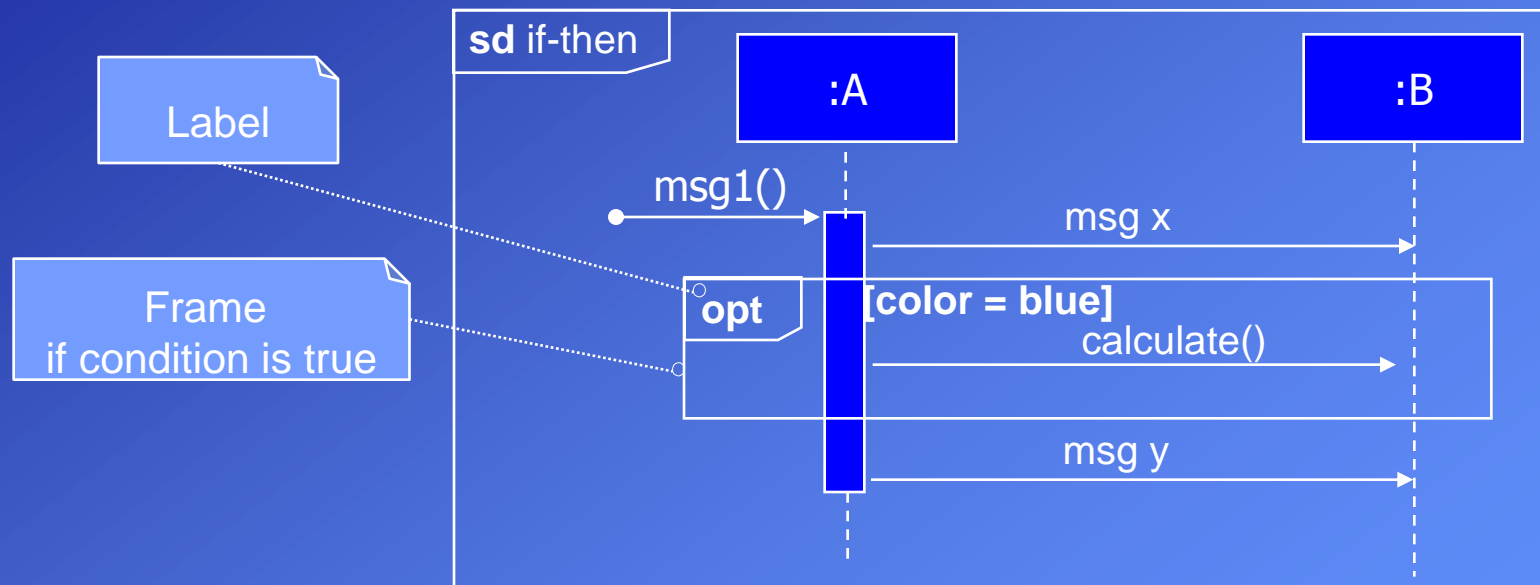 sd if-then
:A
:B
Label
msg1()
msg x
Frame
if condition is true
opt
[color = blue]
calculate()
msg y